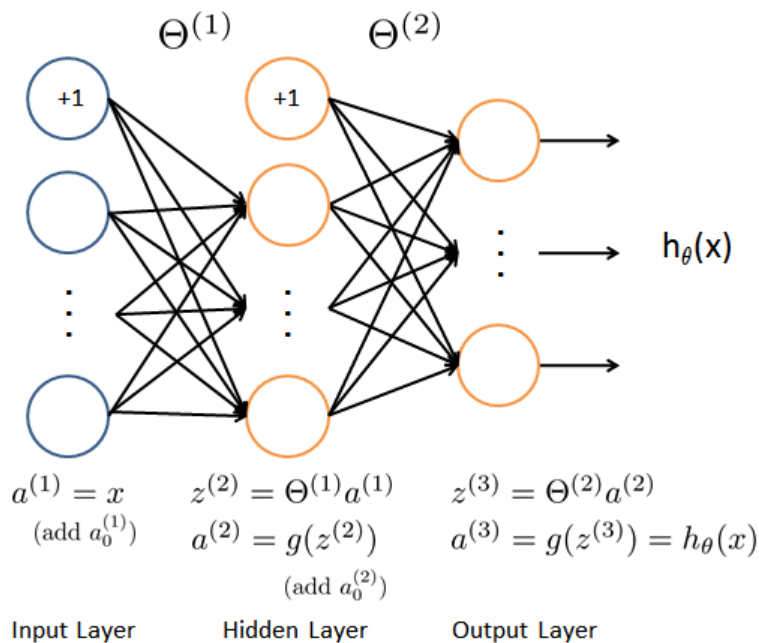 Θ^(1) Θ^(2)
+1 +1
h_θ(x)
a^(1) = x z^(2) = Θ^(1)a^(1) z^(3) = Θ^(2)a^(2)
(add a_0^(1)) a^(2) = g(z^(2)) a^(3) = g(z^(3)) = h_θ(x)
(add a_0^(2))
Input Layer Hidden Layer Output Layer